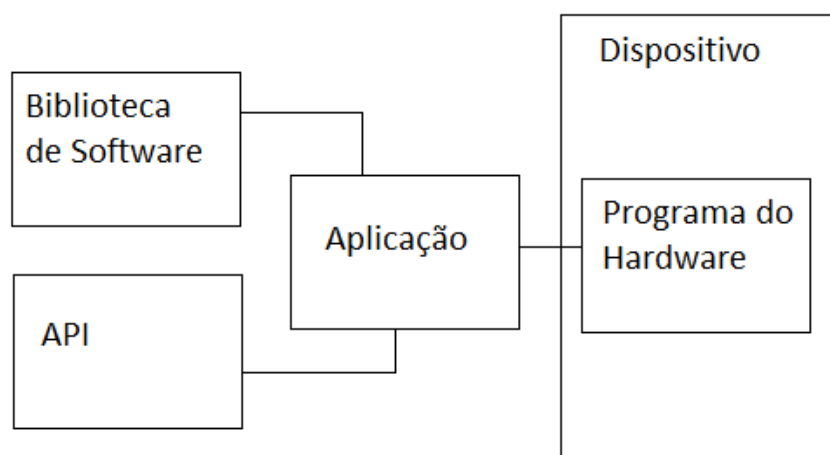 Dispositivo
Biblioteca
de Software
Aplicação
Programa do
Hardware
API